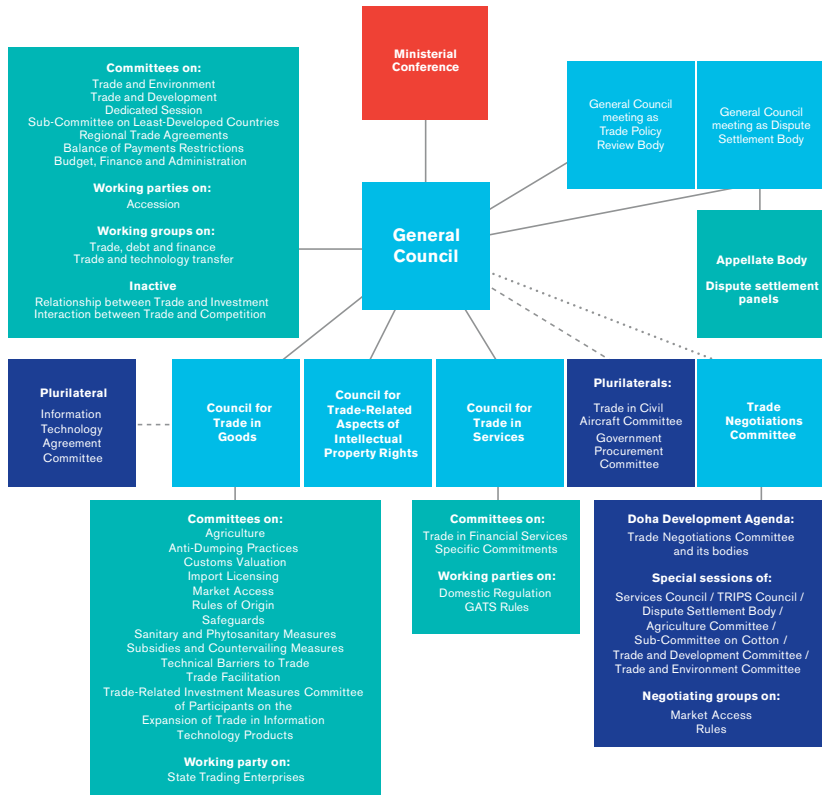 Ministerial
Conference
Committees on:
Trade and Environment
Trade and Development
Dedicated Session
Sub-Committee on Least-Developed Countries
Regional Trade Agreements
Balance of Payments Restrictions
Budget, Finance and Administration
Working parties on:
Accession
Working groups on:
Trade, debt and finance
Trade and technology transfer
Inactive
Relationship between Trade and Investment
Interaction between Trade and Competition
General Council
meeting as
Trade Policy
Review Body
General Council
meeting as Dispute
Settlement Body
General
Council
Appellate Body
Dispute settlement
panels
Plurilateral
Information
Technology
Agreement
Committee
Council for
Trade in
Goods
Council for
Trade-Related
Aspects of
Intellectual
Property Rights
Council for
Trade in
Services
Plurilaterals:
Trade in Civil
Aircraft Committee
Government
Procurement
Committee
Trade
Negotiations
Committee
Committees on:
Agriculture
Anti-Dumping Practices
Customs Valuation
Import Licensing
Market Access
Rules of Origin
Safeguards
Sanitary and Phytosanitary Measures
Subsidies and Countervailing Measures
Technical Barriers to Trade
Trade Facilitation
Trade-Related Investment Measures Committee
of Participants on the
Expansion of Trade in Information
Technology Products
Working party on:
State Trading Enterprises
Committees on:
Trade in Financial Services
Specific Commitments
Working parties on:
Domestic Regulation
GATS Rules
Doha Development Agenda:
Trade Negotiations Committee
and its bodies
Special sessions of:
Services Council / TRIPS Council /
Dispute Settlement Body /
Agriculture Committee /
Sub-Committee on Cotton /
Trade and Development Committee /
Trade and Environment Committee
Negotiating groups on:
Market Access
Rules